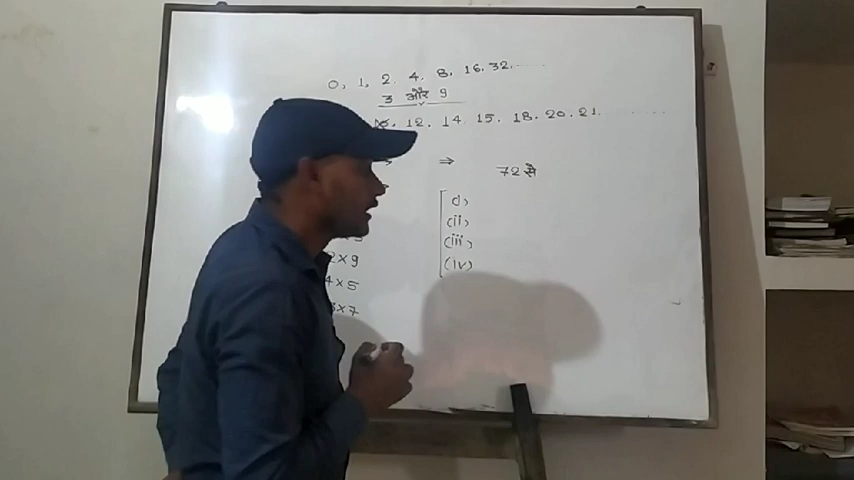 0, 1, 2, 4, 8, 16, 32, ......
3 और 9
12, 14, 15, 18, 20, 21, ......
⇒ 72 से
(i)
(ii)
(iii)
(iv)
2×9
4×5
×7